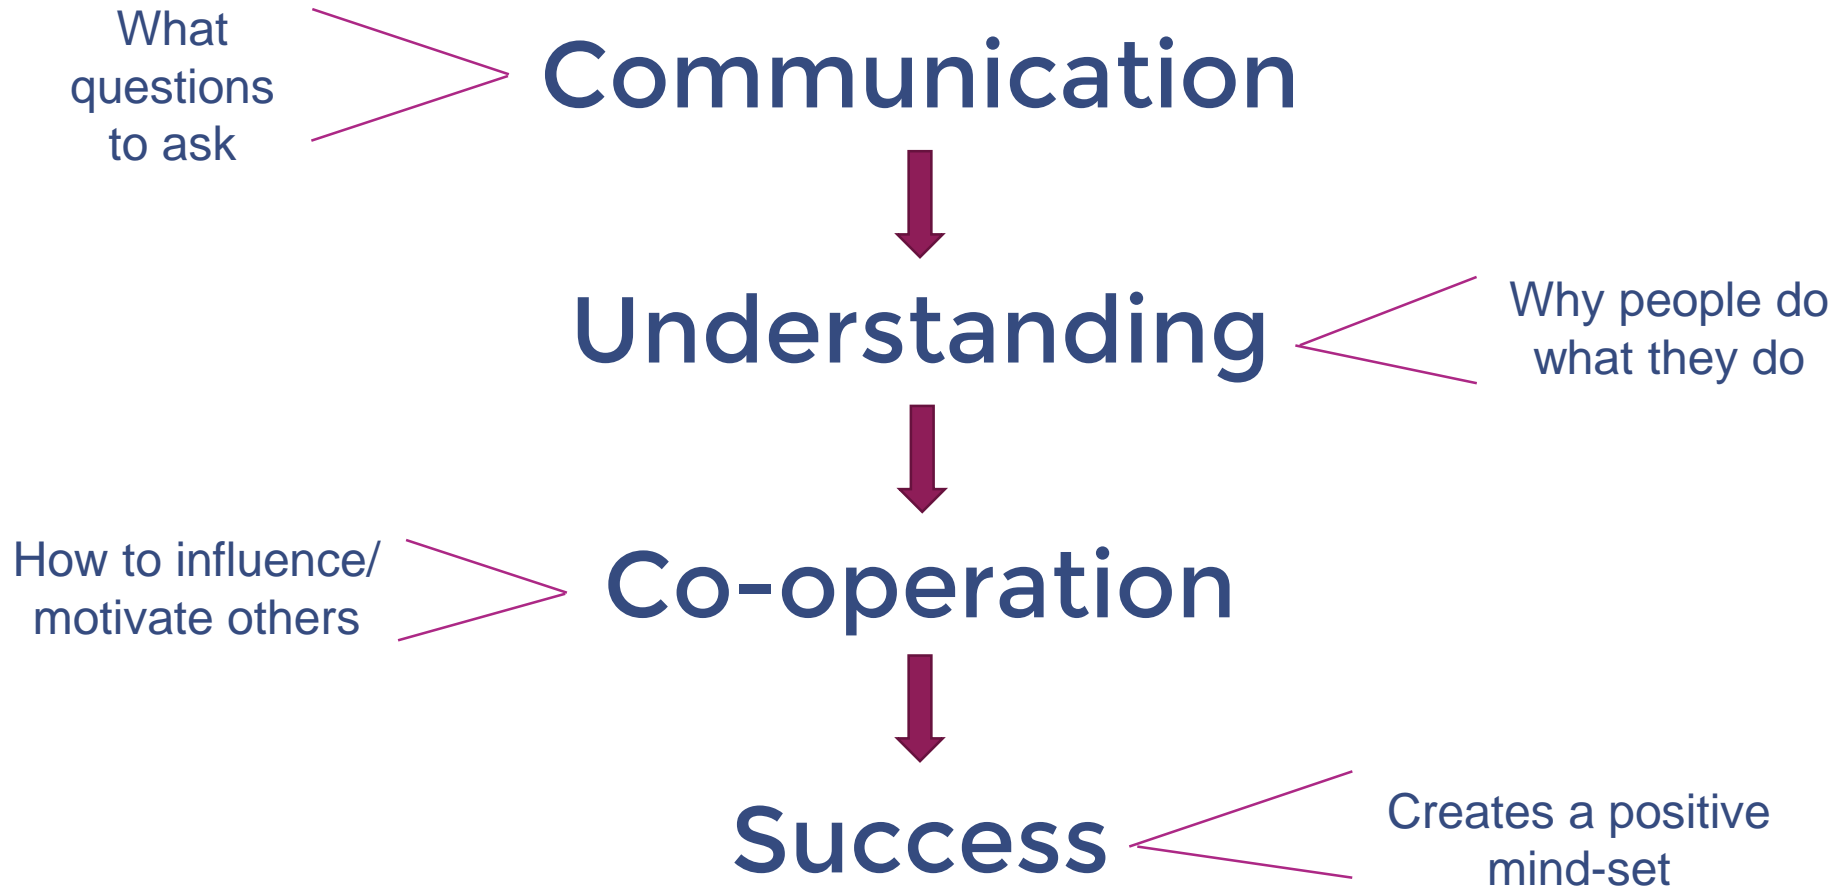 What
questions
to ask
Communication
Understanding
Why people do
what they do
How to influence/
motivate others
Co-operation
Success
Creates a positive
mind-set